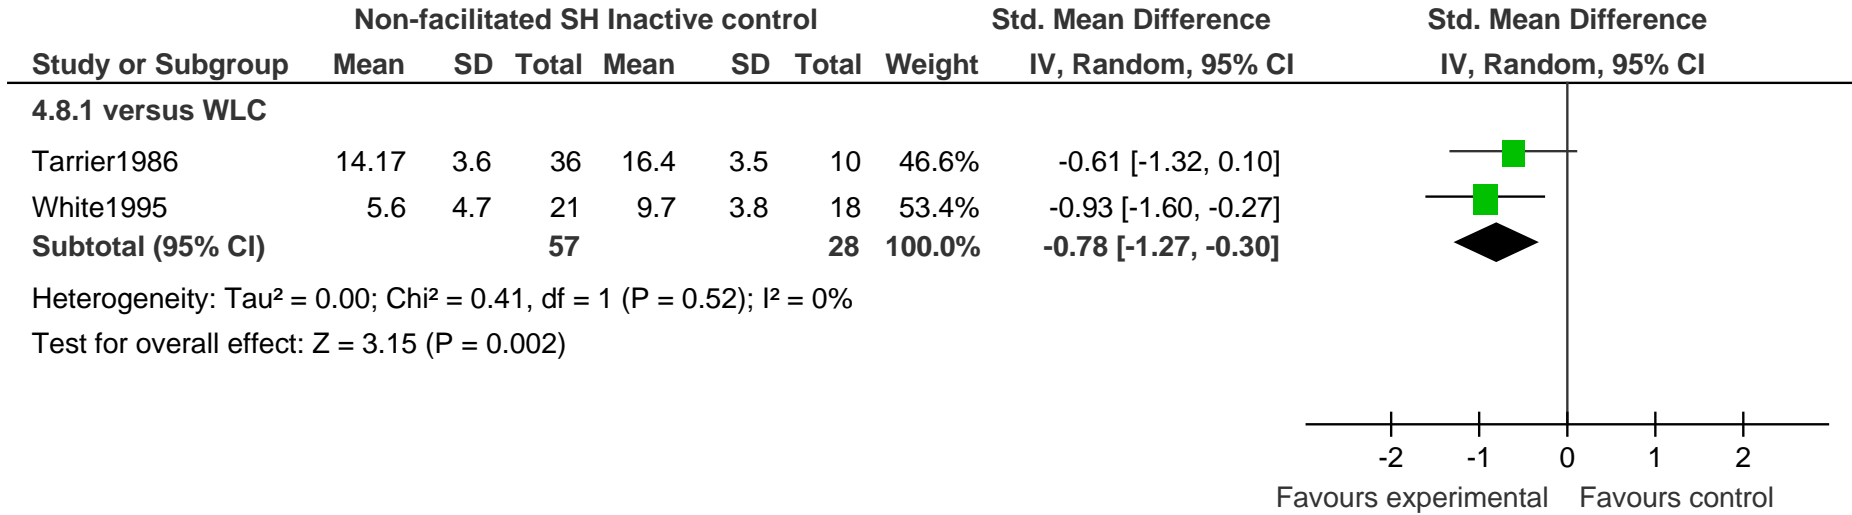 Non-facilitated SH Inactive control Std. Mean Difference Std. Mean Difference
Study or Subgroup Mean SD Total Mean SD Total Weight IV, Random, 95% CI IV, Random, 95% CI
4.8.1 versus WLC
Tarrier1986 14.17 3.6 36 16.4 3.5 10 46.6% -0.61 [-1.32, 0.10]
White1995 5.6 4.7 21 9.7 3.8 18 53.4% -0.93 [-1.60, -0.27]
Subtotal (95% CI) 57 28 100.0% -0.78 [-1.27, -0.30]
Heterogeneity: Tau² = 0.00; Chi² = 0.41, df = 1 (P = 0.52); I² = 0%
Test for overall effect: Z = 3.15 (P = 0.002)
-2 -1 0 1 2
Favours experimental Favours control